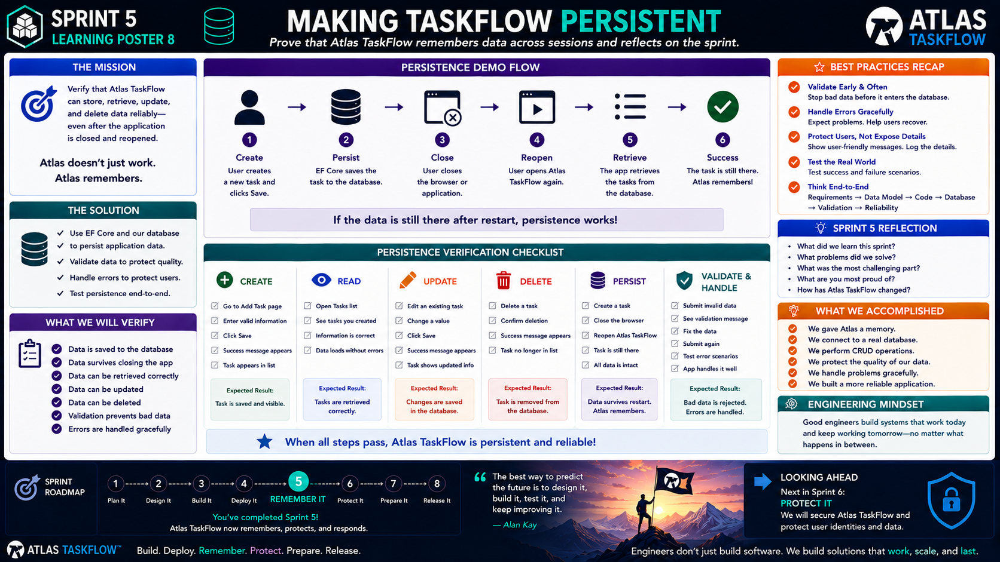 SPRINT 5
LEARNING POSTER 8
MAKING TASKFLOW PERSISTENT
Prove that Atlas TaskFlow remembers data across sessions and reflects on the sprint.
ATLAS
TASKFLOW
THE MISSION
Verify that Atlas TaskFlow
can store, retrieve, update,
and delete data reliably—
even after the application
is closed and reopened.
Atlas doesn't just work.
Atlas remembers.
THE SOLUTION
Use EF Core and our database
to persist application data.
Validate data to protect quality.
Handle errors to protect users.
Test persistence end-to-end.
WHAT WE WILL VERIFY
Data is saved to the database
Data survives closing the app
Data can be retrieved correctly
Data can be updated
Data can be deleted
Validation prevents bad data
Errors are handled gracefully
PERSISTENCE DEMO FLOW
1
Create
User creates
a new task and
clicks Save.
2
Persist
EF Core saves the
task to the database.
3
Close
User closes
the browser or
application.
4
Reopen
User opens Atlas
TaskFlow again.
5
Retrieve
The app retrieves
the tasks from
the database.
6
Success
The task is still there.
Atlas remembers!
If the data is still there after restart, persistence works!
PERSISTENCE VERIFICATION CHECKLIST
CREATE
Go to Add Task page
Enter valid information
Click Save
Success message appears
Task appears in list
Expected Result:
Task is saved and visible.
READ
Open Tasks list
See tasks you created
Information is correct
Data loads without errors
Expected Result:
Tasks are retrieved
correctly.
UPDATE
Edit an existing task
Change a value
Click Save
Success message appears
Task shows updated info
Expected Result:
Changes are saved
in the database.
DELETE
Delete a task
Confirm deletion
Success message appears
Task no longer in list
Expected Result:
Task is removed from
the database.
PERSIST
Create a task
Close the browser
Reopen Atlas TaskFlow
Task is still there
All data is intact
Expected Result:
Data survives restart.
Atlas remembers.
VALIDATE &
HANDLE
Submit invalid data
See validation message
Fix the data
Submit again
Test error scenarios
App handles it well
Expected Result:
Bad data is rejected.
Errors are handled.
When all steps pass, Atlas TaskFlow is persistent and reliable!
BEST PRACTICES RECAP
Validate Early & Often
Stop bad data before it enters the database.
Handle Errors Gracefully
Expect problems. Help users recover.
Protect Users, Not Expose Details
Show user-friendly messages. Log the details.
Test the Real World
Test success and failure scenarios.
Think End-to-End
Requirements → Data Model → Code → Database
→ Validation → Reliability
SPRINT 5 REFLECTION
• What did we learn this sprint?
• What problems did we solve?
• What was the most challenging part?
• What are you most proud of?
• How has Atlas TaskFlow changed?
WHAT WE ACCOMPLISHED
We gave Atlas a memory.
We connect to a real database.
We perform CRUD operations.
We protect the quality of our data.
We handle problems gracefully.
We built a more reliable application.
ENGINEERING MINDSET
Good engineers build systems that work today
and keep working tomorrow—no matter what
happens in between.
SPRINT
ROADMAP
1
Plan It
2
Design It
3
Build It
4
Deploy It
5
REMEMBER IT
6
Protect It
7
Prepare It
8
Release It
You've completed Sprint 5!
Atlas TaskFlow now remembers, protects, and responds.
“ The best way to predict
the future is to design it,
build it, test it, and
keep improving it.
— Alan Kay
LOOKING AHEAD
Next in Sprint 6:
PROTECT IT
We will secure Atlas TaskFlow and
protect user identities and data.
ATLAS TASKFLOW™
Build. Deploy. Remember. Protect. Prepare. Release.
Engineers don't just build software. We build solutions that work, scale, and last.